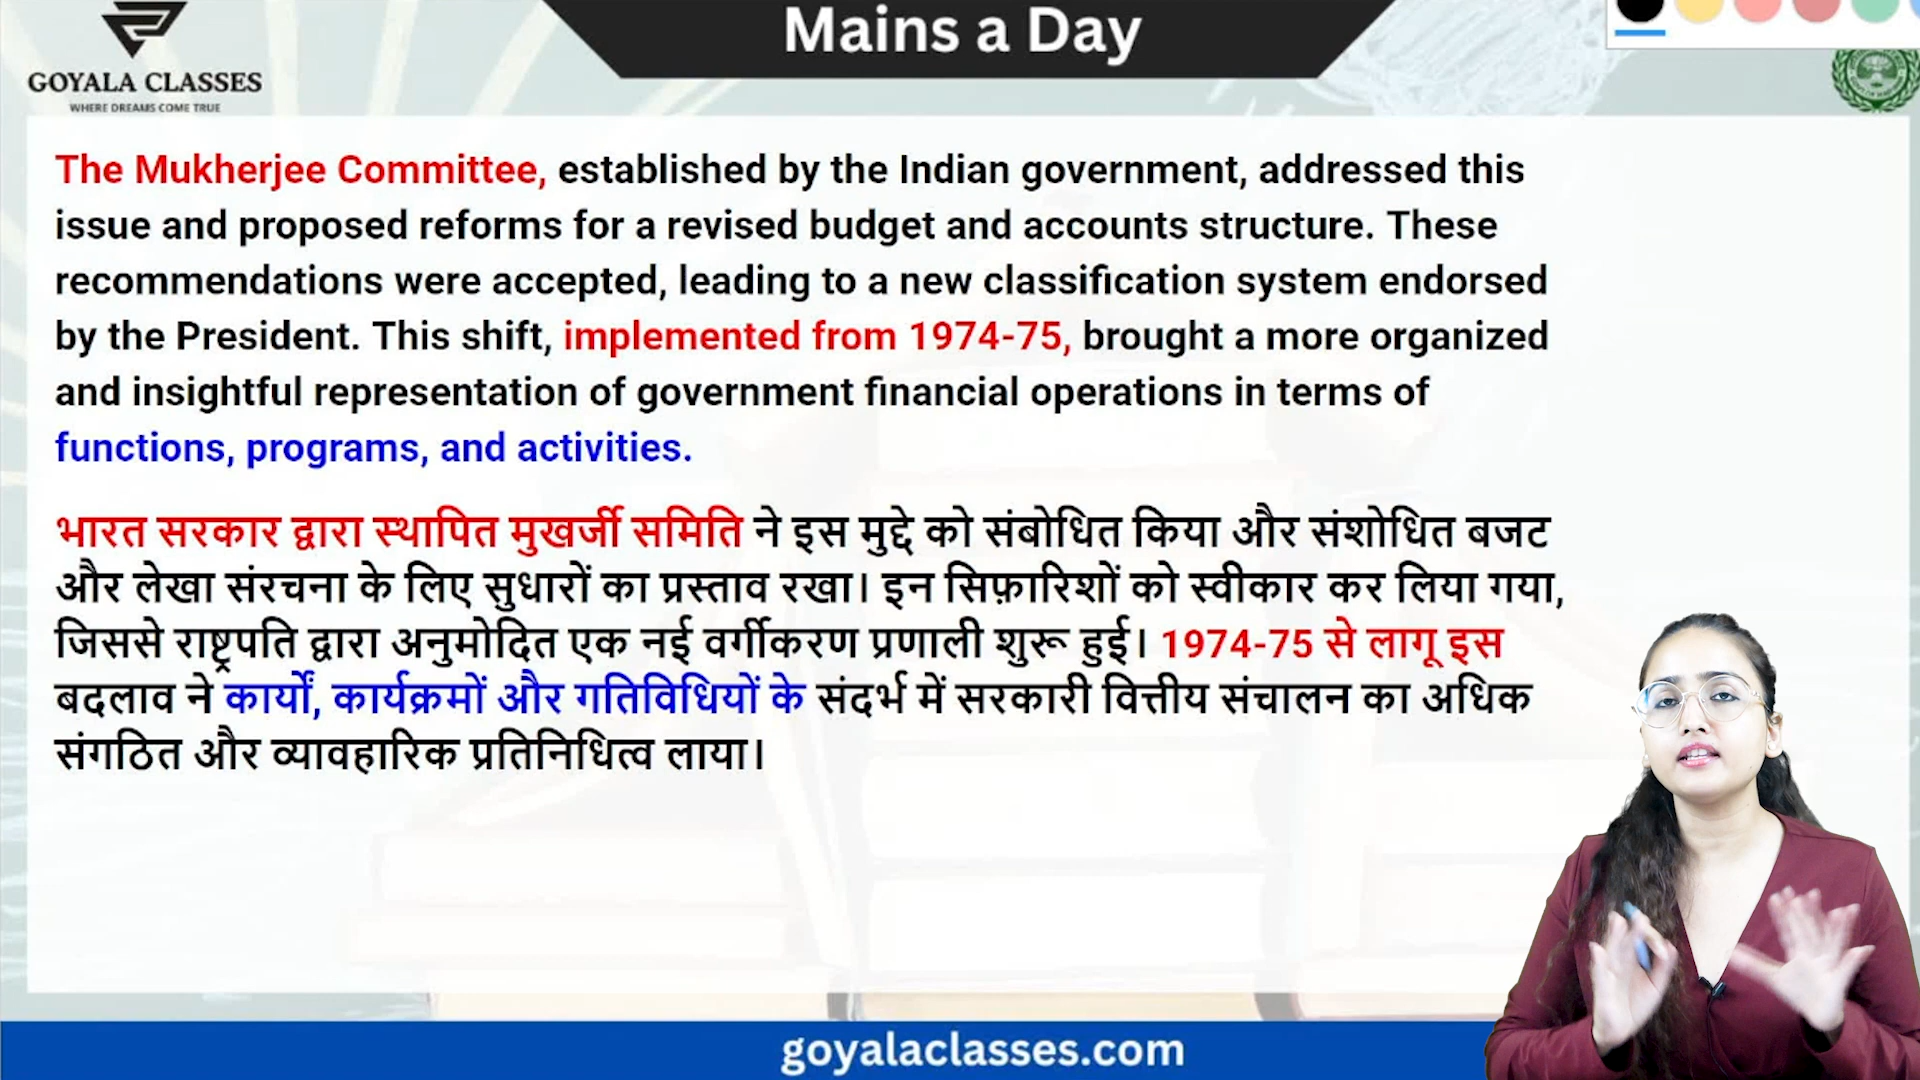 Mains a Day
GOYALA CLASSES
WHERE DREAMS COME TRUE
The Mukherjee Committee, established by the Indian government, addressed this
issue and proposed reforms for a revised budget and accounts structure. These
recommendations were accepted, leading to a new classification system endorsed
by the President. This shift, implemented from 1974-75, brought a more organized
and insightful representation of government financial operations in terms of
functions, programs, and activities.
भारत सरकार द्वारा स्थापित मुखर्जी समिति ने इस मुद्दे को संबोधित किया और संशोधित बजट
और लेखा संरचना के लिए सुधारों का प्रस्ताव रखा। इन सिफ़ारिशों को स्वीकार कर लिया गया,
जिससे राष्ट्रपति द्वारा अनुमोदित एक नई वर्गीकरण प्रणाली शुरू हुई। 1974-75 से लागू इस
बदलाव ने कार्यों, कार्यक्रमों और गतिविधियों के संदर्भ में सरकारी वित्तीय संचालन का अधिक
संगठित और व्यावहारिक प्रतिनिधित्व लाया।
goyalaclasses.com